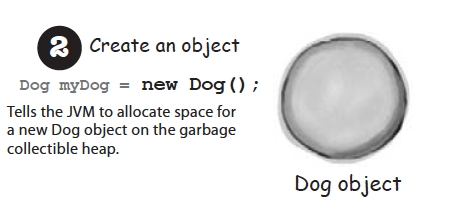 2 Create an object
Dog myDog = new Dog();
Tells the JVM to allocate space for
a new Dog object on the garbage
collectible heap.
Dog object